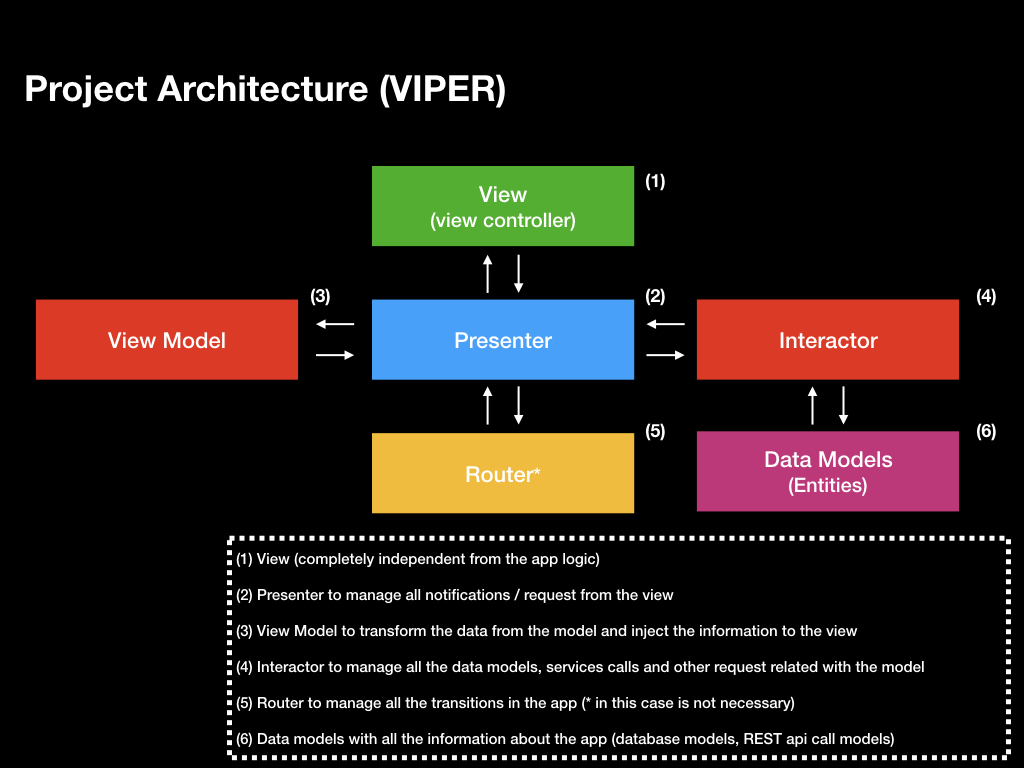 Project Architecture (VIPER)
View
(view controller)
(1)
View Model
(3)
Presenter
(2)
Interactor
(4)
Router*
(5)
Data Models
(Entities)
(6)
(1) View (completely independent from the app logic)
(2) Presenter to manage all notifications / request from the view
(3) View Model to transform the data from the model and inject the information to the view
(4) Interactor to manage all the data models, services calls and other request related with the model
(5) Router to manage all the transitions in the app (* in this case is not necessary)
(6) Data models with all the information about the app (database models, REST api call models)